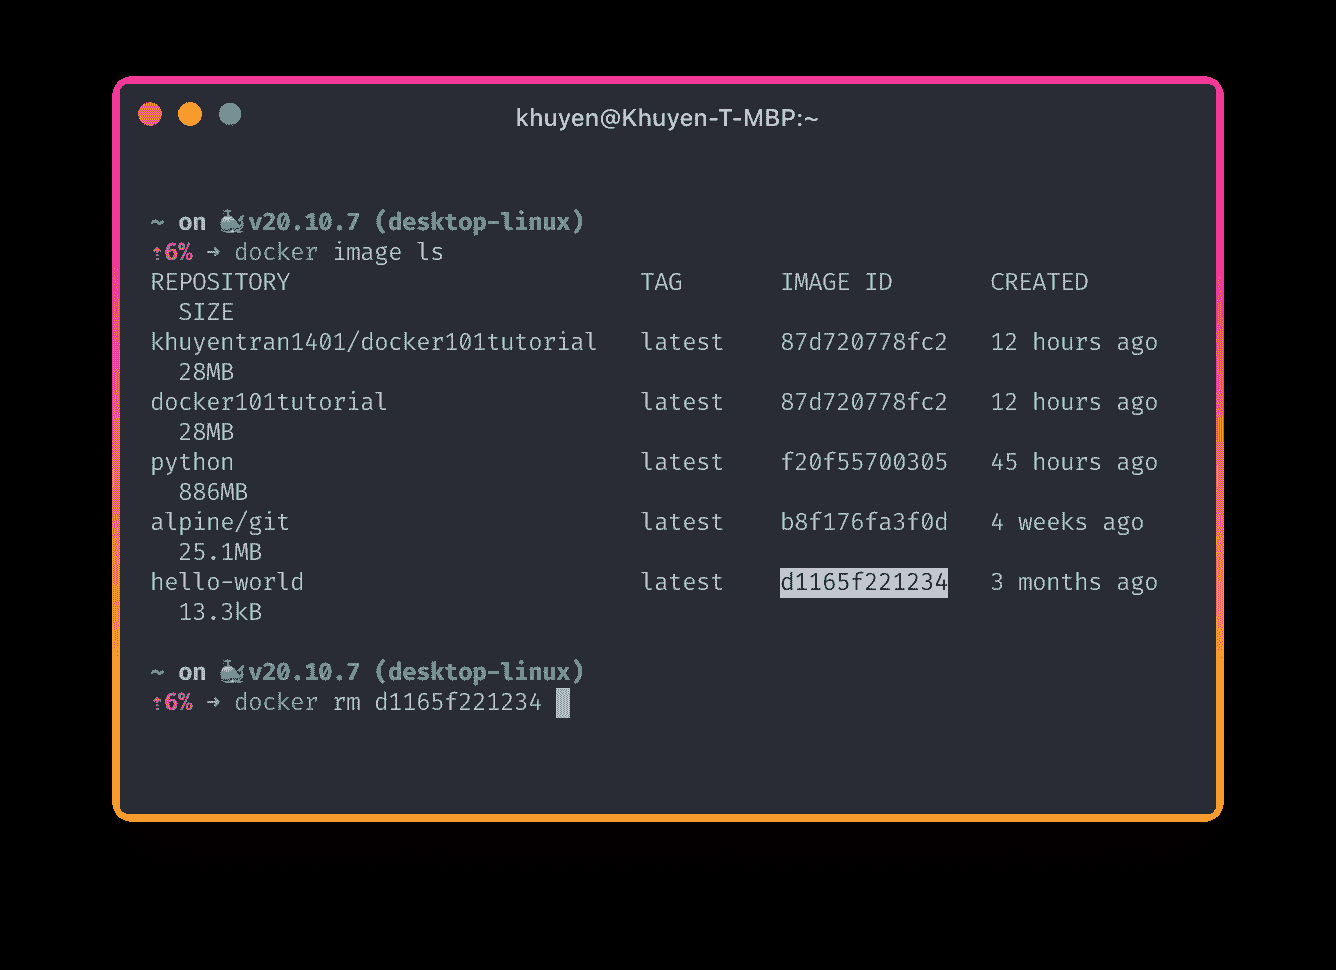 khuyen@Khuyen-T-MBP:~
~ on 🐳v20.10.7 (desktop-linux)
↑6% → docker image ls
REPOSITORY TAG IMAGE ID CREATED
SIZE
khuyentran1401/docker101tutorial latest 87d720778fc2 12 hours ago
28MB
docker101tutorial latest 87d720778fc2 12 hours ago
28MB
python latest f20f55700305 45 hours ago
886MB
alpine/git latest b8f176fa3f0d 4 weeks ago
25.1MB
hello-world latest d1165f221234 3 months ago
13.3kB
~ on 🐳v20.10.7 (desktop-linux)
↑6% → docker rm d1165f221234